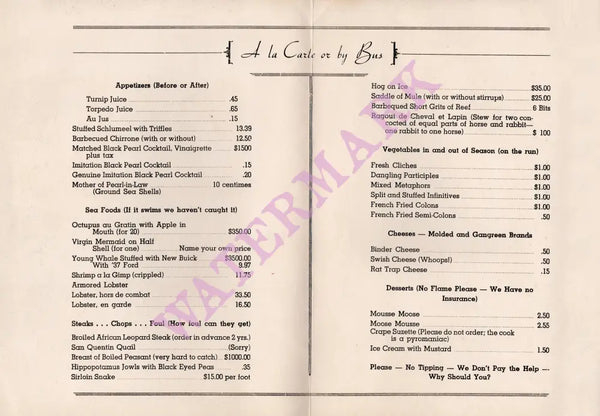 A la Carte or by Bus
Appetizers (Before or After)
Turnip Juice .45
Torpedo Juice .65
Au Jus .15
Stuffed Schlumeel with Triffles 13.39
Barbecued Chirrone (with or without) 12.50
Matched Black Pearl Cocktail, Vinaigrette $1500
plus tax
Imitation Black Pearl Cocktail .15
Genuine Imitation Black Pearl Cocktail .20
Mother of Pearl-in-Law 10 centimes
(Ground Sea Shells)
Sea Foods (If it swims we haven't caught it)
Octupus au Gratin with Apple in
Mouth (for 20) $350.00
Virgin Mermaid on Half
Shell (for one) Name your own price
Young Whale Stuffed with New Buick $3500.00
With '37 Ford 9.97
Shrimp a la Gimp (crippled) 11.75
Armored Lobster
Lobster, hors de combat 33.50
Lobster, en garde 16.50
Steaks . . . Chops . . . Foul (How foul can they get)
Broiled African Leopard Steak (order in advance 2 yrs.)
San Quentin Quail (Sorry)
Breast of Boiled Peasant (very hard to catch) $1000.00
Hippopotamus Jowls with Black Eyed Peas .35
Sirloin Snake $15.00 per foot
Hog on Ice $35.00
Saddle of Mule (with or without stirrups) $25.00
Barbequed Short Grits of Reef 6 Bits
Ragout de Cheval et Lapin (Stew for two con-
cocted of equal parts of horse and rabbit—
one rabbit to one horse) $ 100
Vegetables in and out of Season (on the run)
Fresh Cliches $1.00
Dangling Participles $1.00
Mixed Metaphors $1.00
Split and Stuffed Infinitives $1.00
French Fried Colons $1.00
French Fried Semi-Colons .50
Cheeses — Molded and Gangreen Brands
Binder Cheese .50
Swish Cheese (Whoops!) .50
Rat Trap Cheese .15
Desserts (No Flame Please — We Have no
Insurance)
Mousse Moose 2.50
Moose Mousse 2.55
Crape Suzette (Please do not order; the cook
is a pyromaniac)
Ice Cream with Mustard 1.50
Please — No Tipping — We Don't Pay the Help —
Why Should You?
WATERMARK